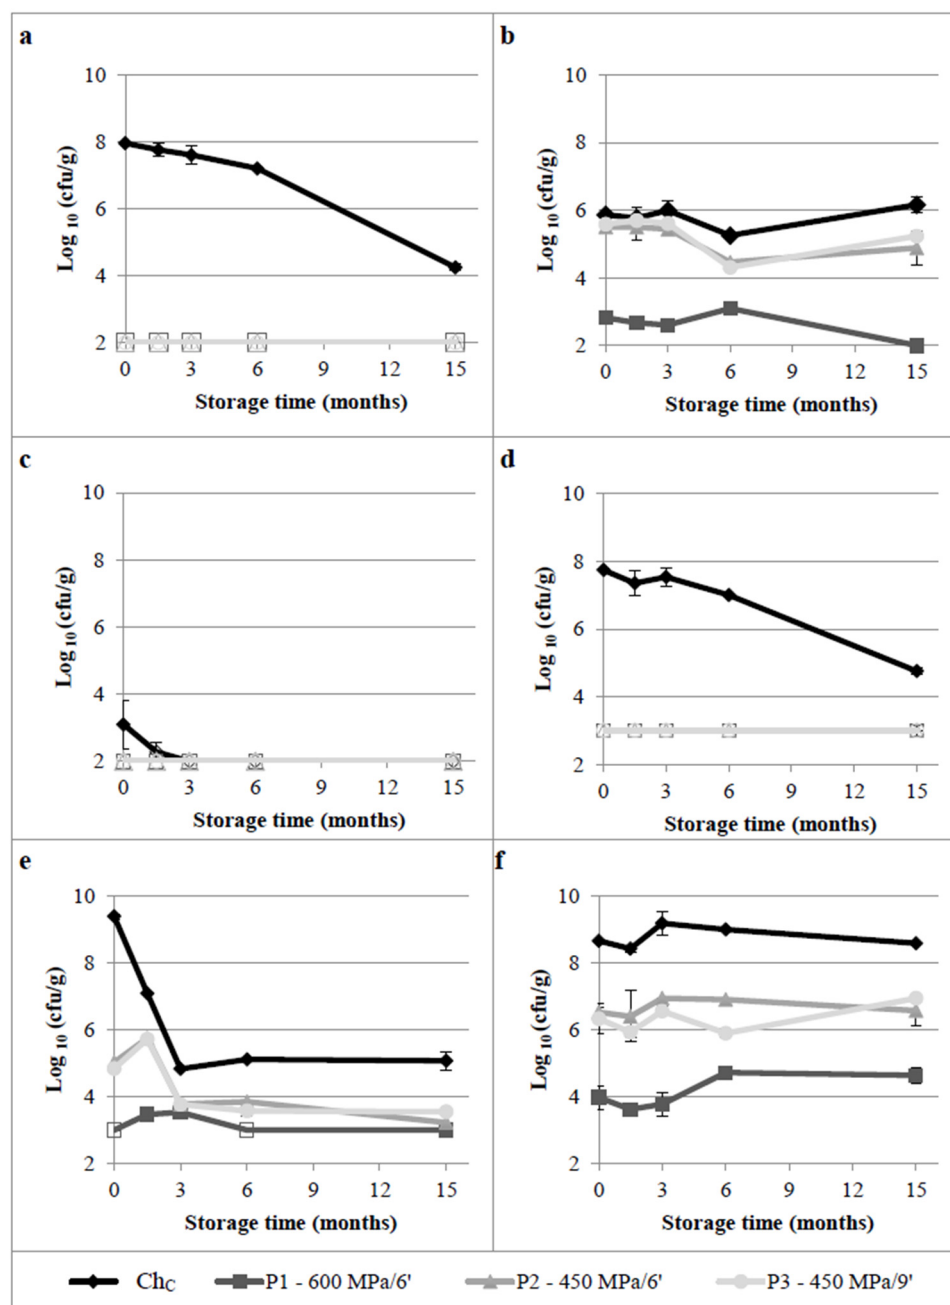 a
10
8
6
4
2
Log 10 (cfu/g)
0 3 6 9 12 15
Storage time (months)
b
10
8
6
4
2
Log 10 (cfu/g)
0 3 6 9 12 15
Storage time (months)
c
10
8
6
4
2
Log 10 (cfu/g)
0 3 6 9 12 15
Storage time (months)
d
10
8
6
4
2
Log 10 (cfu/g)
0 3 6 9 12 15
Storage time (months)
e
10
8
6
4
2
Log 10 (cfu/g)
0 3 6 9 12 15
Storage time (months)
f
10
8
6
4
2
Log 10 (cfu/g)
0 3 6 9 12 15
Storage time (months)
ChC P1 - 600 MPa/6' P2 - 450 MPa/6' P3 - 450 MPa/9'